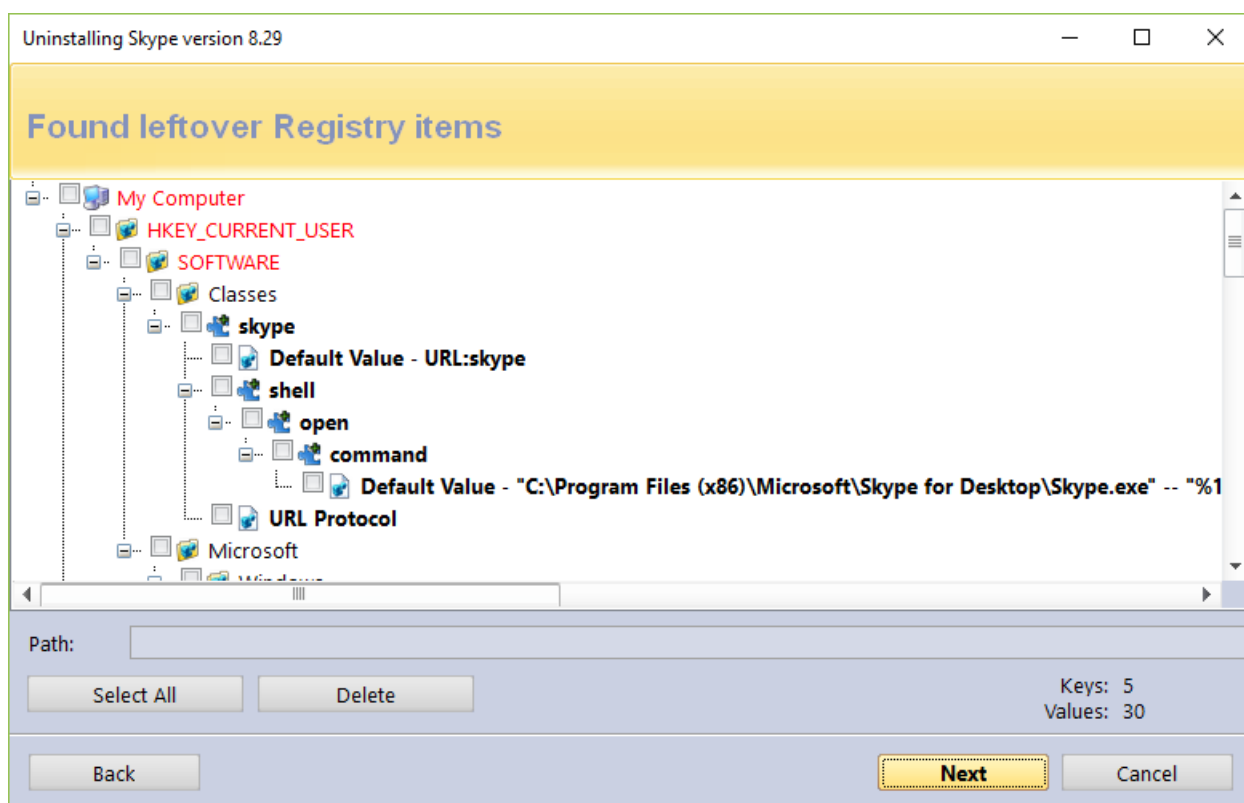 Uninstalling Skype version 8.29
Found leftover Registry items
My Computer
HKEY_CURRENT_USER
SOFTWARE
Classes
skype
Default Value - URL:skype
shell
open
command
Default Value - "C:\Program Files (x86)\Microsoft\Skype for Desktop\Skype.exe" -- "%1
URL Protocol
Microsoft
Windows
Path:
Select All Delete Keys: 5
Values: 30
Back Next Cancel